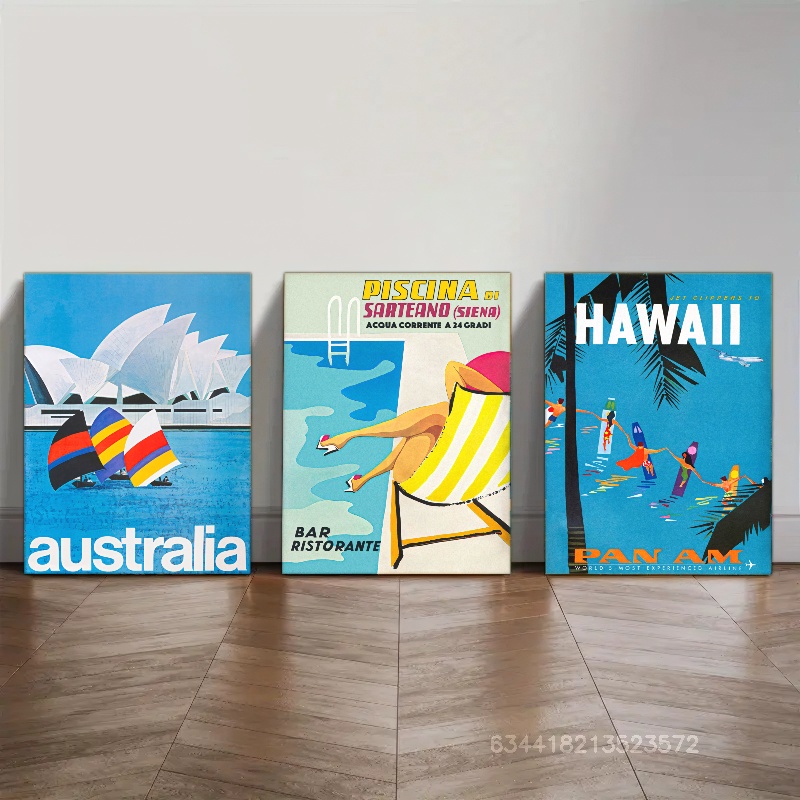 australia
PISCINA DI
SARTEANO (SIENA)
ACQUA CORRENTE A 24 GRADI
BAR
RISTORANTE
JET CLIPPERS TO
HAWAII
PAN AM
WORLD'S MOST EXPERIENCED AIRLINE
634418213523572